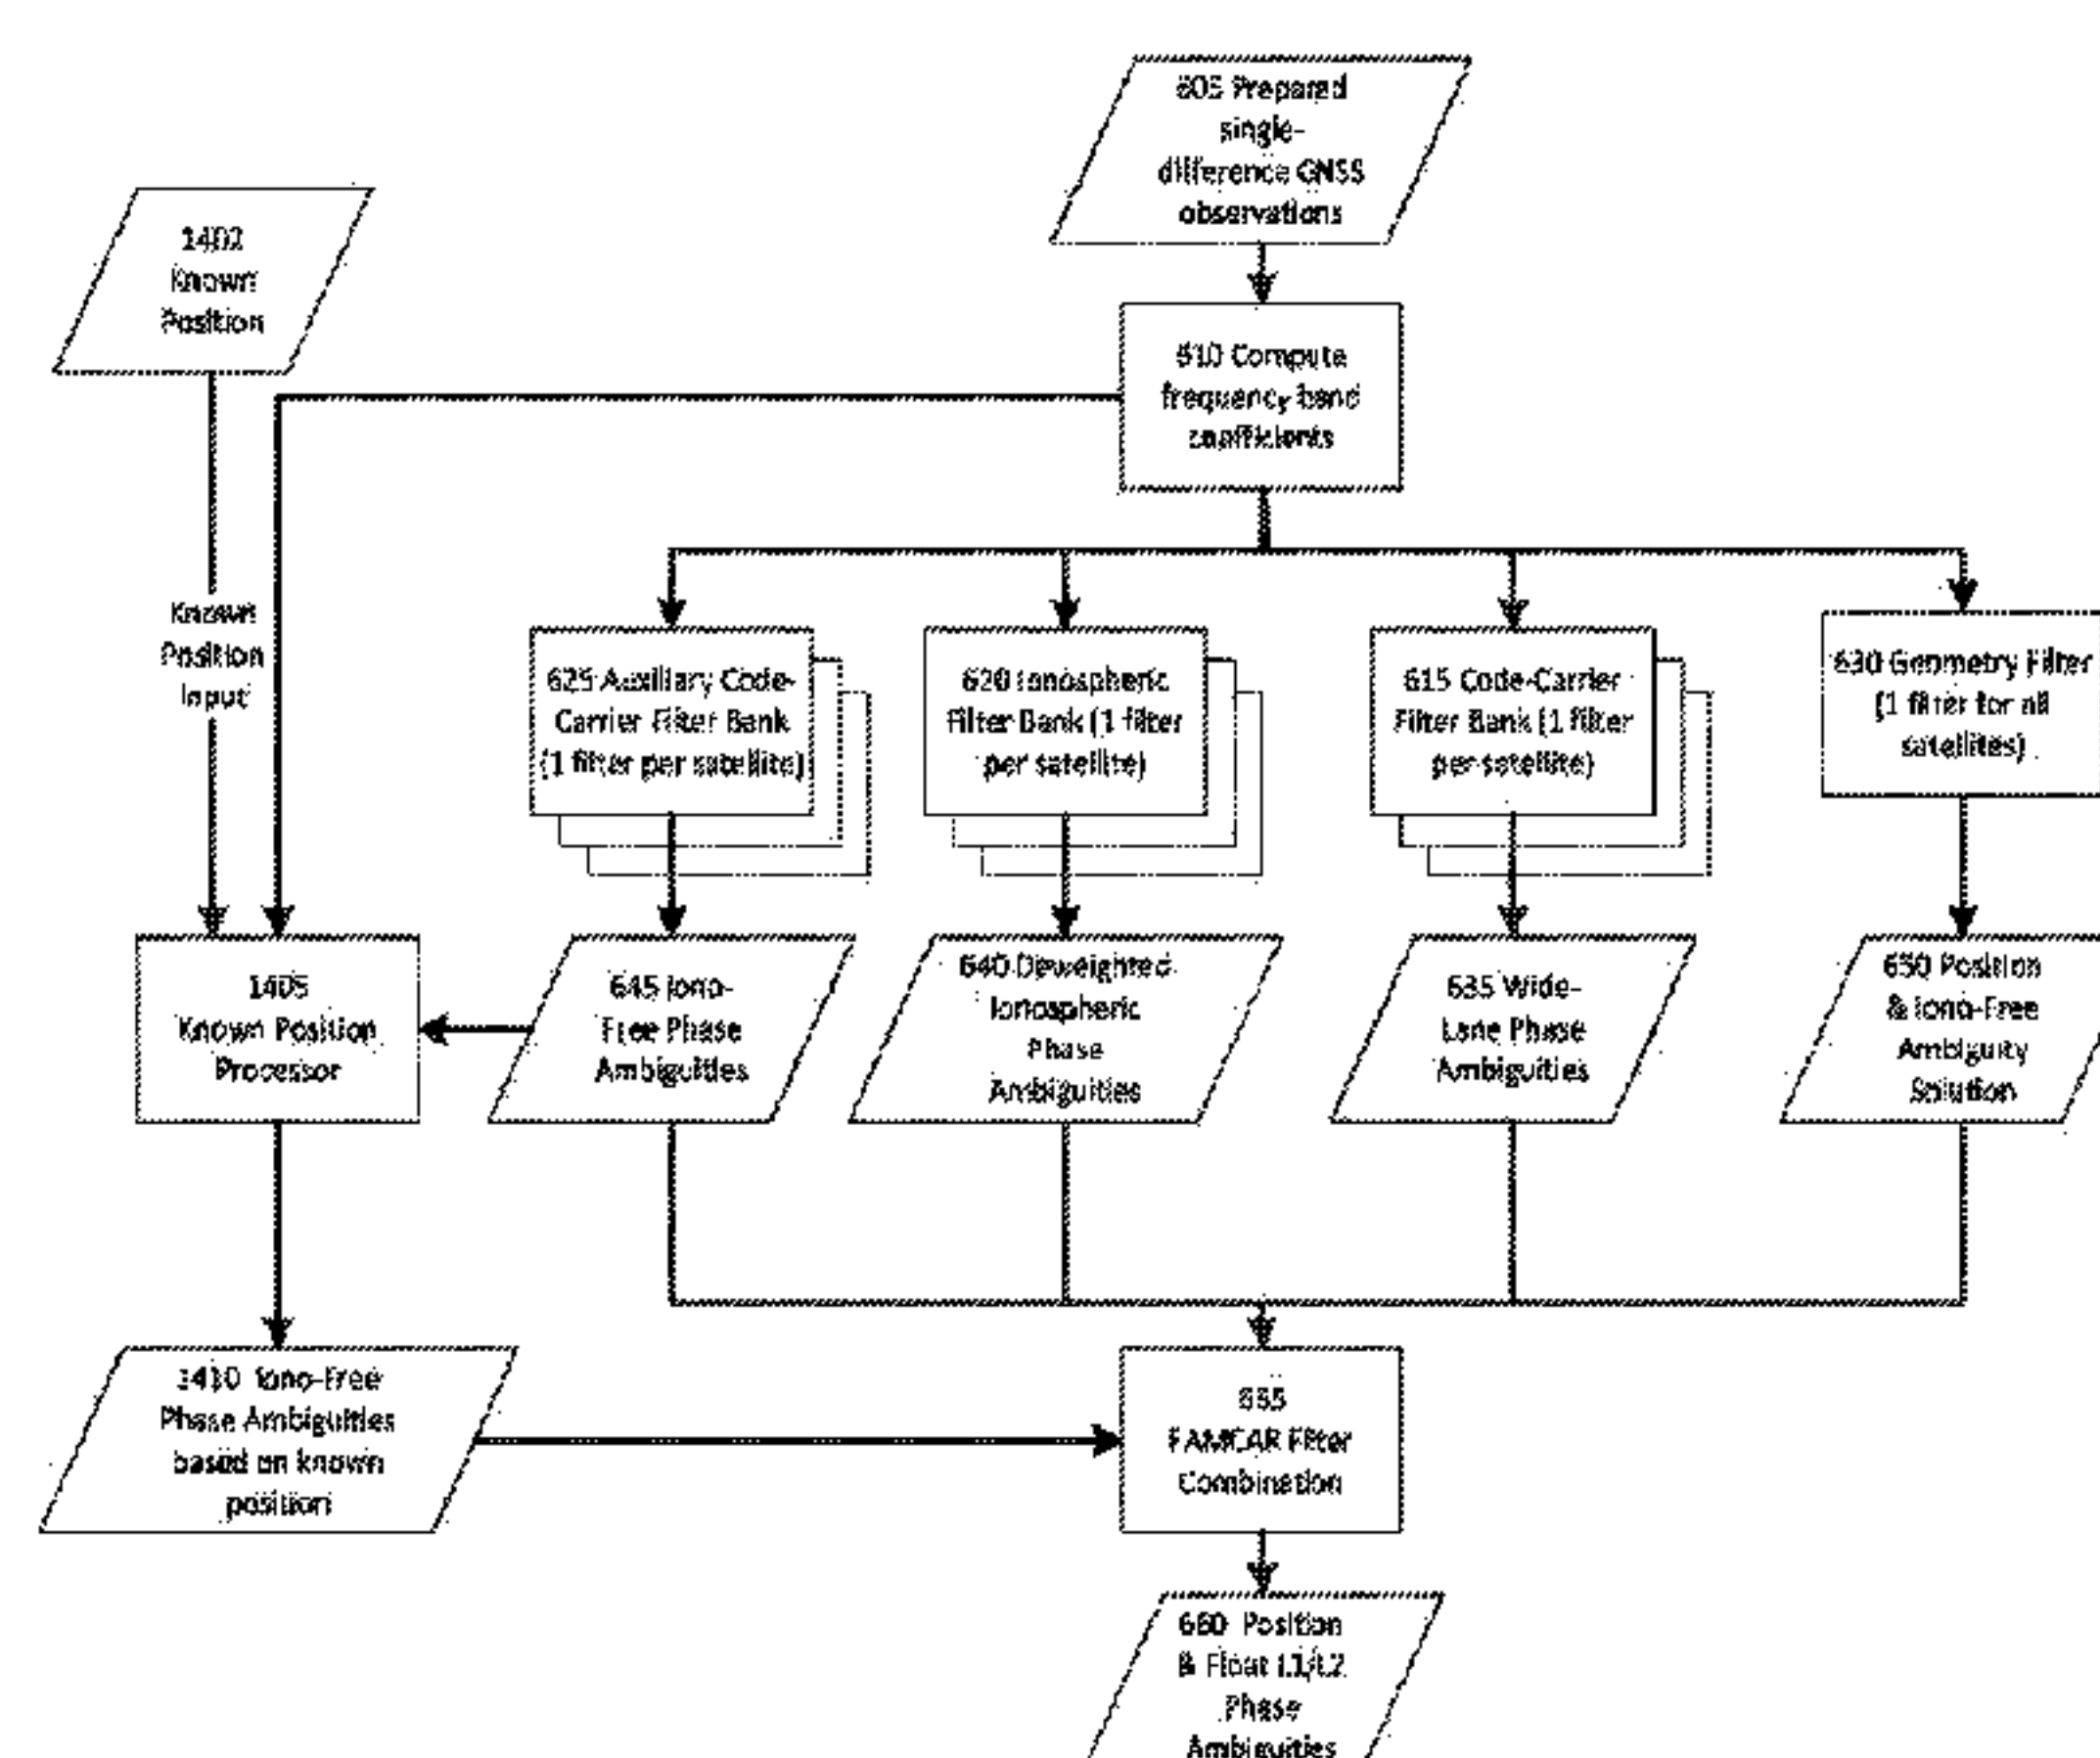 605 Prepared
single-
difference GNSS
observations
1402
Known
Position
610 Compute
frequency band
coefficients
Known
Position
Input
625 Auxiliary Code-
Carrier Filter Bank
(1 filter per satellite)
620 Ionospheric
Filter Bank (1 filter
per satellite)
615 Code-Carrier
Filter Bank (1 filter
per satellite)
630 Geometry Filter
(1 filter for all
satellites)
1405
Known Position
Processor
645 Iono-
Free Phase
Ambiguities
640 Deweighted
Ionospheric
Phase
Ambiguities
635 Wide-
Lane Phase
Ambiguities
650 Position
& Iono-Free
Ambiguity
Solution
1410 Iono-Free
Phase Ambiguities
based on known
position
655
FAMCAR Filter
Combination
660 Position
& Float L1/L2
Phase
Ambiguities